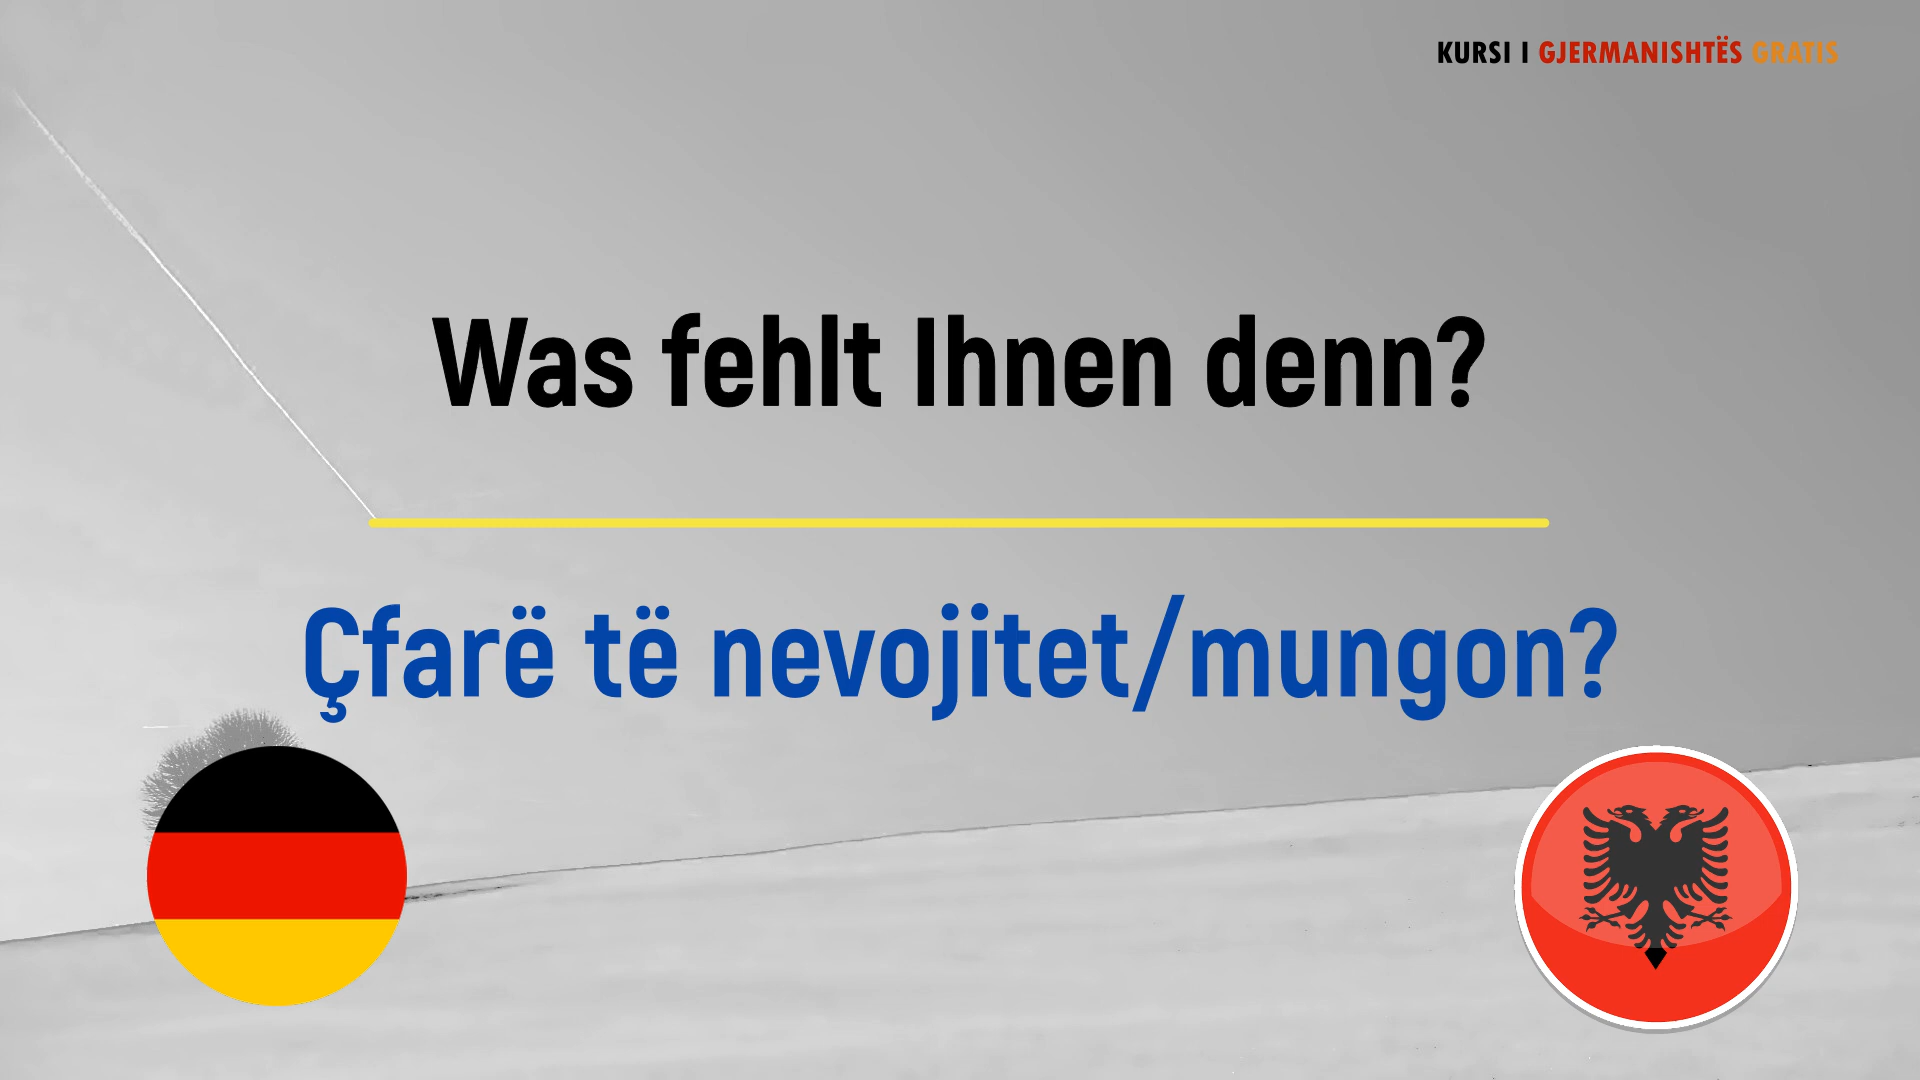 KURSI I GJERMANISHTËS GRATIS
Was fehlt Ihnen denn?
Çfarë të nevojitet/mungon?